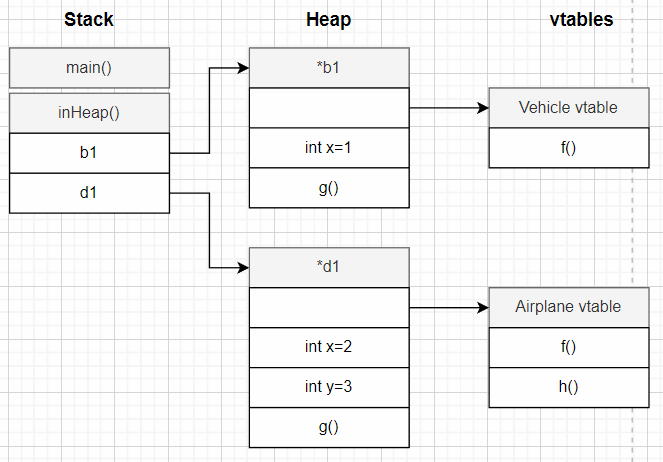 Stack
Heap
vtables
main()
inHeap()
b1
d1
*b1
int x=1
g()
Vehicle vtable
f()
*d1
int x=2
int y=3
g()
Airplane vtable
f()
h()